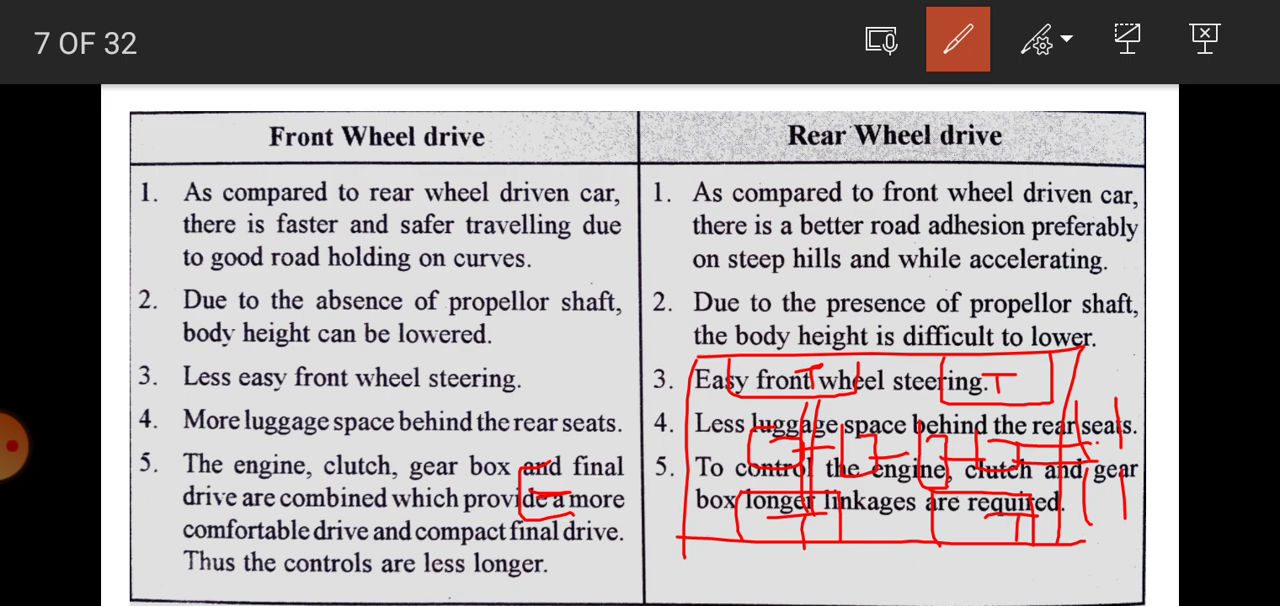 7 OF 32
Front Wheel drive
Rear Wheel drive
1. As compared to rear wheel driven car,
there is faster and safer travelling due
to good road holding on curves.
2. Due to the absence of propellor shaft,
body height can be lowered.
3. Less easy front wheel steering.
4. More luggage space behind the rear seats.
5. The engine, clutch, gear box and final
drive are combined which provide a more
comfortable drive and compact final drive.
Thus the controls are less longer.
1. As compared to front wheel driven car,
there is a better road adhesion preferably
on steep hills and while accelerating.
2. Due to the presence of propellor shaft,
the body height is difficult to lower.
3. Easy front wheel steering.
4. Less luggage space behind the rear seats.
5. To control the engine, clutch and gear
box longer linkages are required.
T
T
E
T